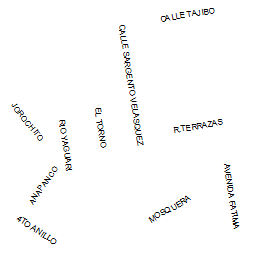 CALLE TAJIBO
CALLE SARGENTO VELASQUEZ
JOROCHITO
RIO YAGUARI
EL TORNO
R.TERRAZAS
ANAPANCO
AVENIDA FATIMA
MOSQUERA
4TO ANILLO